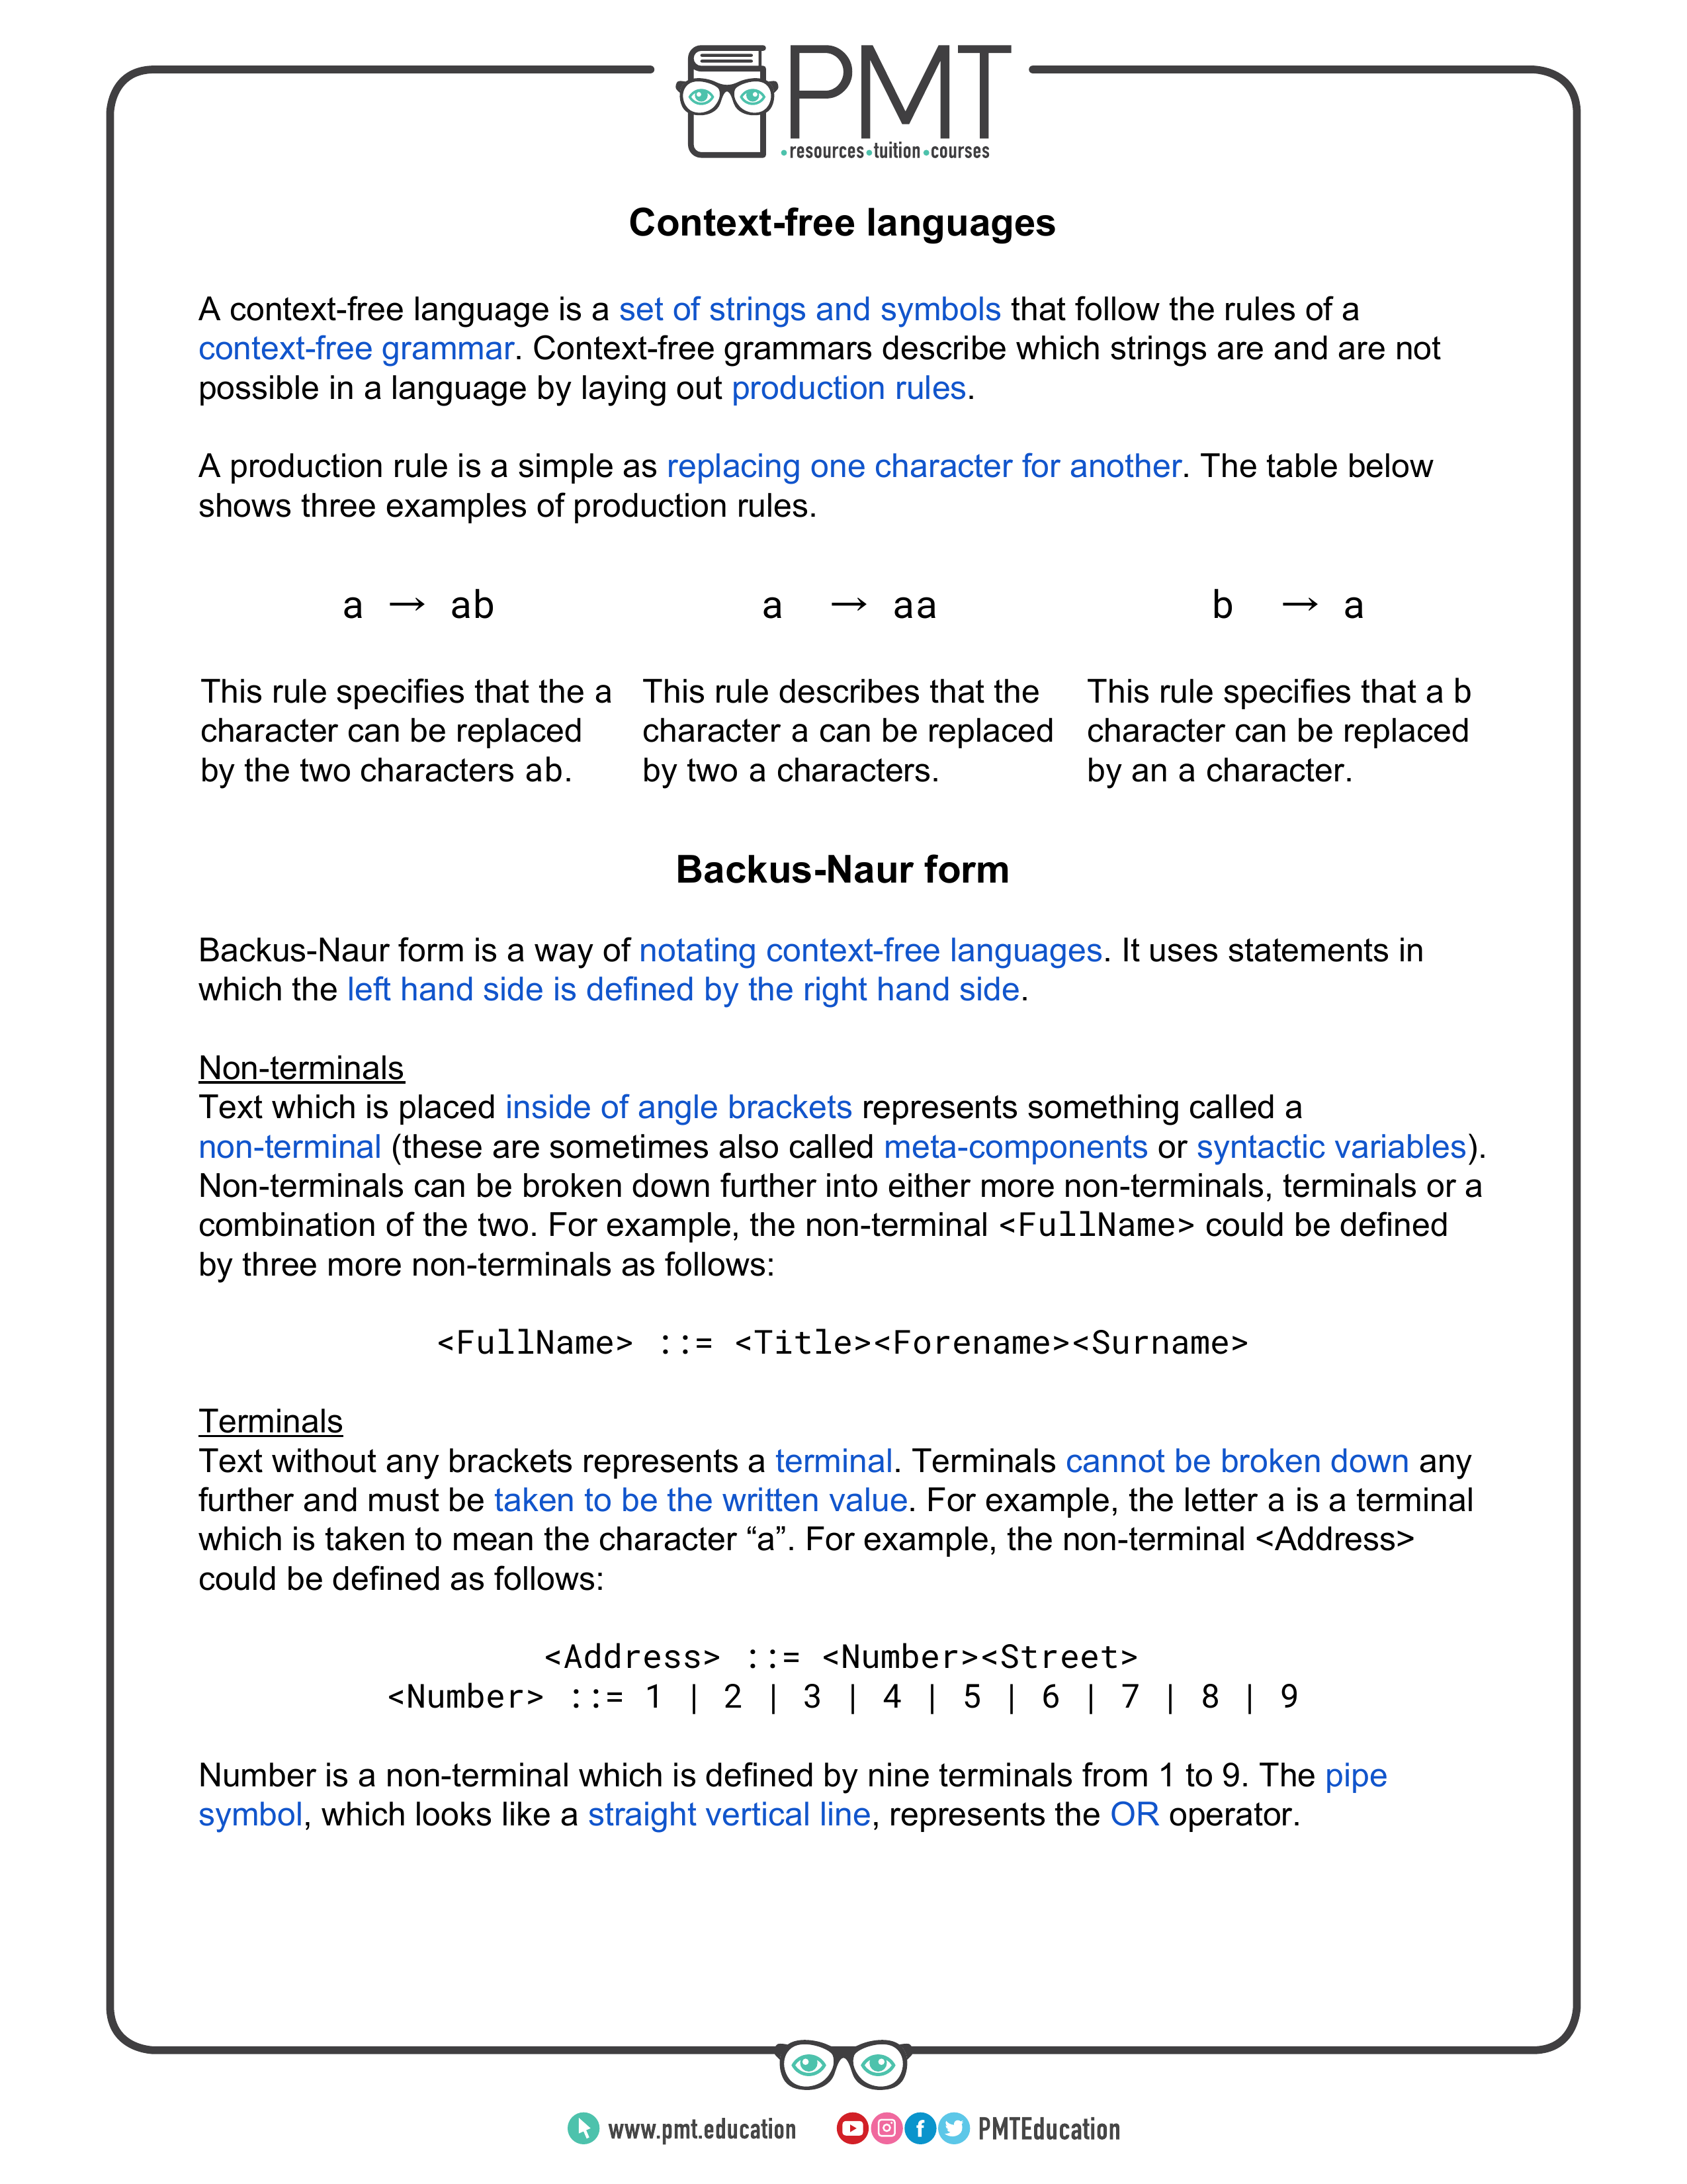 PMT
•resources•tuition•courses
Context-free languages
A context-free language is a set of strings and symbols that follow the rules of a
context-free grammar. Context-free grammars describe which strings are and are not
possible in a language by laying out production rules.
A production rule is a simple as replacing one character for another. The table below
shows three examples of production rules.
a → ab
a → aa
b → a
This rule specifies that the a
character can be replaced
by the two characters ab.
This rule describes that the
character a can be replaced
by two a characters.
This rule specifies that a b
character can be replaced
by an a character.
Backus-Naur form
Backus-Naur form is a way of notating context-free languages. It uses statements in
which the left hand side is defined by the right hand side.
Non-terminals
Text which is placed inside of angle brackets represents something called a
non-terminal (these are sometimes also called meta-components or syntactic variables).
Non-terminals can be broken down further into either more non-terminals, terminals or a
combination of the two. For example, the non-terminal <FullName> could be defined
by three more non-terminals as follows:
<FullName> ::= <Title><Forename><Surname>
Terminals
Text without any brackets represents a terminal. Terminals cannot be broken down any
further and must be taken to be the written value. For example, the letter a is a terminal
which is taken to mean the character “a”. For example, the non-terminal <Address>
could be defined as follows:
<Address> ::= <Number><Street>
<Number> ::= 1 | 2 | 3 | 4 | 5 | 6 | 7 | 8 | 9
Number is a non-terminal which is defined by nine terminals from 1 to 9. The pipe
symbol, which looks like a straight vertical line, represents the OR operator.
www.pmt.education
PMTEducation